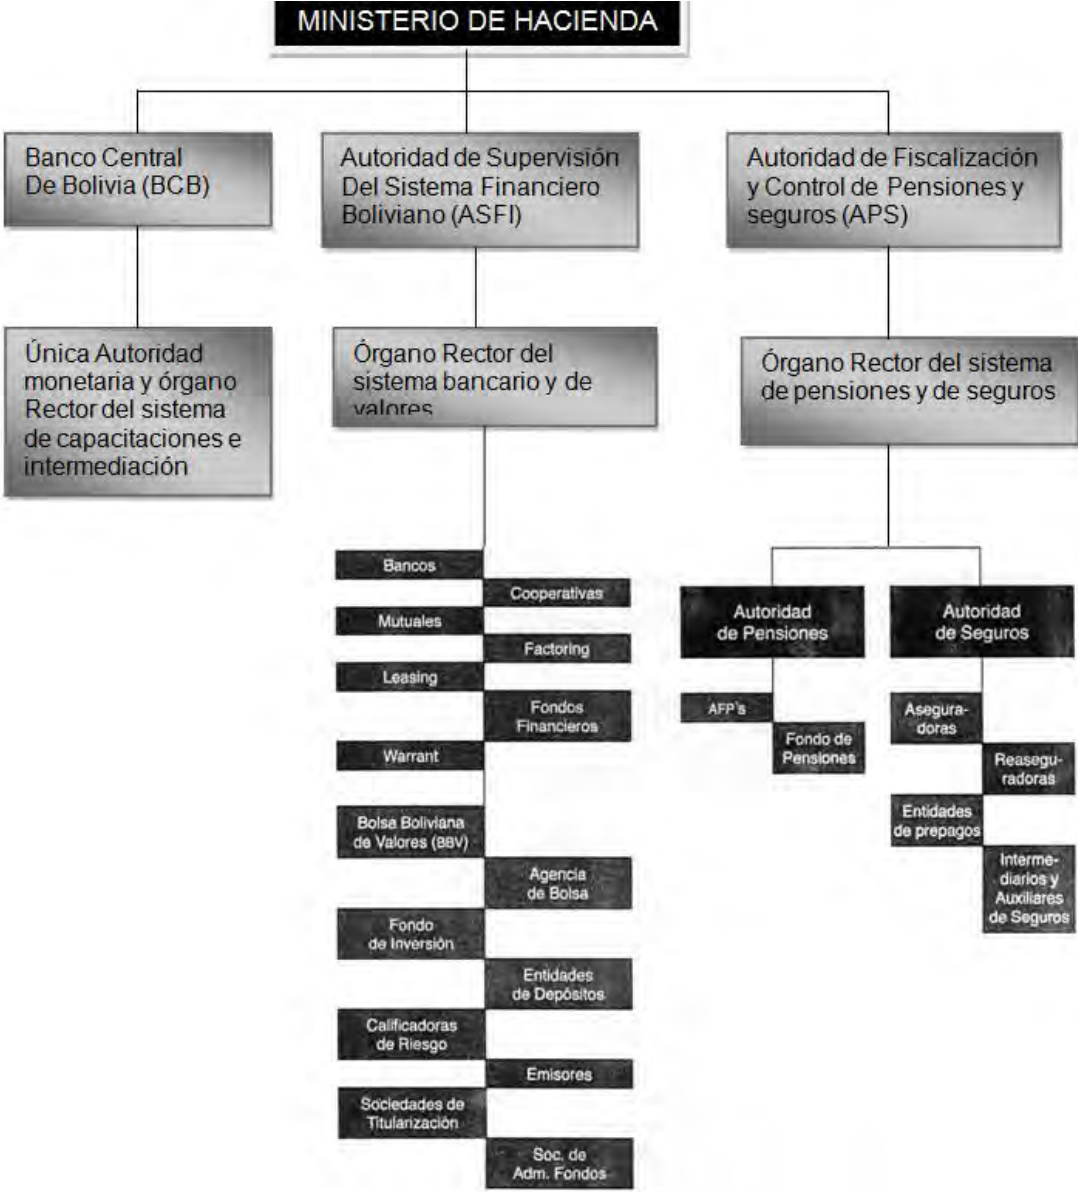 MINISTERIO DE HACIENDA
Banco Central
De Bolivia (BCB)
Autoridad de Supervisión
Del Sistema Financiero
Boliviano (ASFI)
Autoridad de Fiscalización
y Control de Pensiones y
seguros (APS)
Única Autoridad
monetaria y órgano
Rector del sistema
de capacitaciones e
intermediación
Órgano Rector del
sistema bancario y de
valores
Órgano Rector del sistema
de pensiones y de seguros
Bancos
Cooperativas
Mutuales
Factoring
Leasing
Fondos
Financieros
Warrant
Bolsa Boliviana
de Valores (BBV)
Agencia
de Bolsa
Fondo
de Inversión
Entidades
de Depósitos
Calificadoras
de Riesgo
Emisores
Sociedades de
Titularización
Soc. de
Adm. Fondos
Autoridad
de Pensiones
AFP's
Fondo de
Pensiones
Autoridad
de Seguros
Asegura-
doras
Reasegu-
radoras
Entidades
de prepagos
Interme-
diarios y
Auxiliares
de Seguros